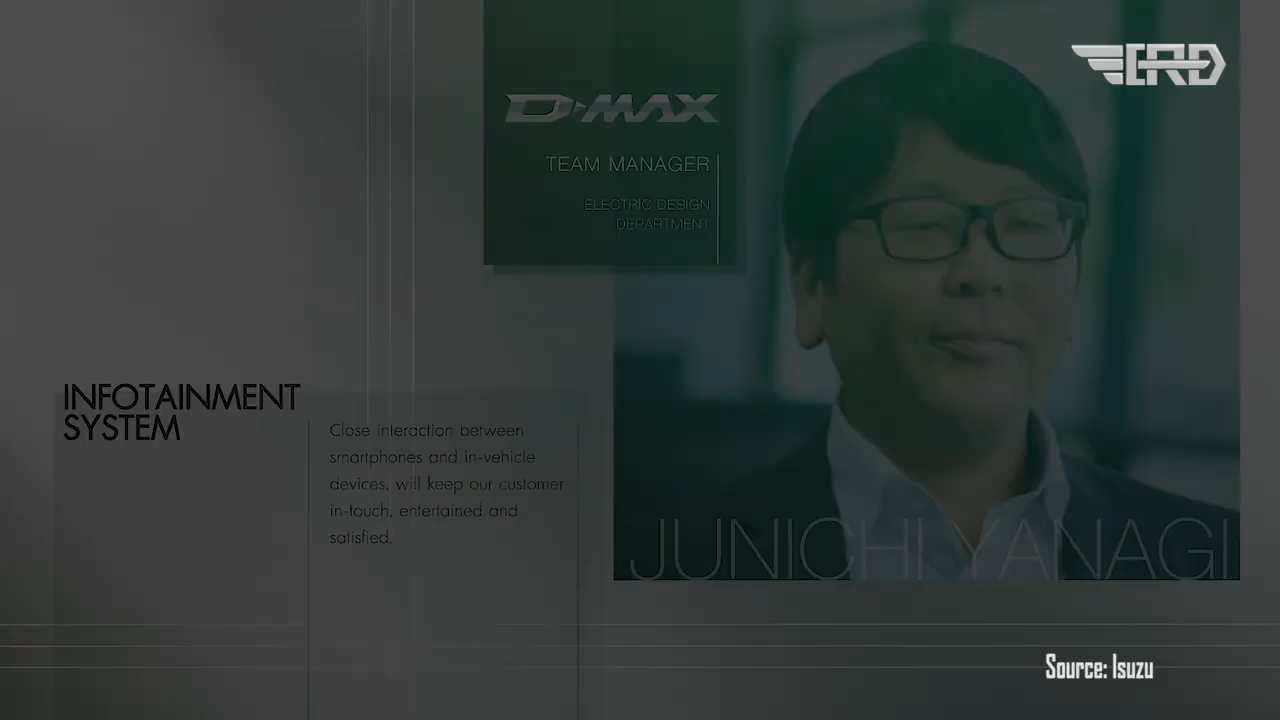 ERD
D-MAX
TEAM MANAGER
ELECTRIC DESIGN
DEPARTMENT
INFOTAINMENT
SYSTEM
Close interaction between
smartphones and in-vehicle
devices, will keep our customer
in-touch, entertained and
satisfied.
JUNICHI YANAGI
Source: Isuzu